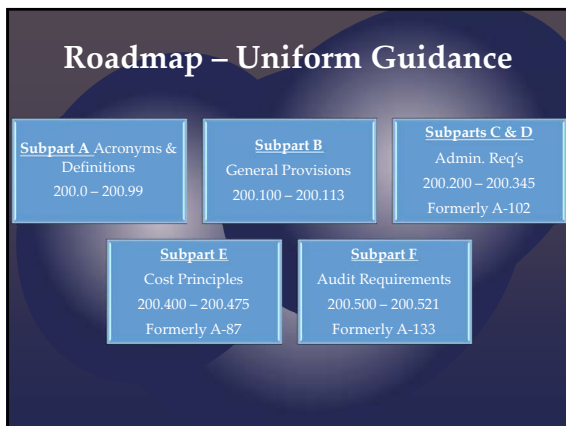 Roadmap – Uniform Guidance
Subpart A Acronyms &
Definitions
200.0 – 200.99
Subpart B
General Provisions
200.100 – 200.113
Subparts C & D
Admin. Req's
200.200 – 200.345
Formerly A-102
Subpart E
Cost Principles
200.400 – 200.475
Formerly A-87
Subpart F
Audit Requirements
200.500 – 200.521
Formerly A-133